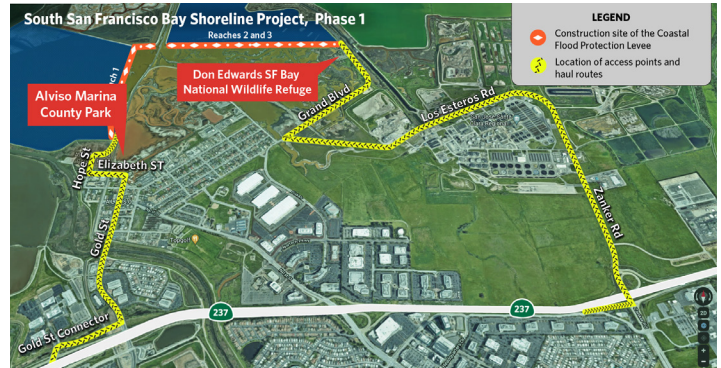 South San Francisco Bay Shoreline Project, Phase 1
Reaches 2 and 3
LEGEND
Construction site of the Coastal
Flood Protection Levee
Location of access points and
haul routes
Don Edwards SF Bay
National Wildlife Refuge
Alviso Marina
County Park
Grand Blvd
Los Esteros Rd
Hope St
Elizabeth ST
Gold St
Zanker Rd
237
237
Gold St Connector
2D